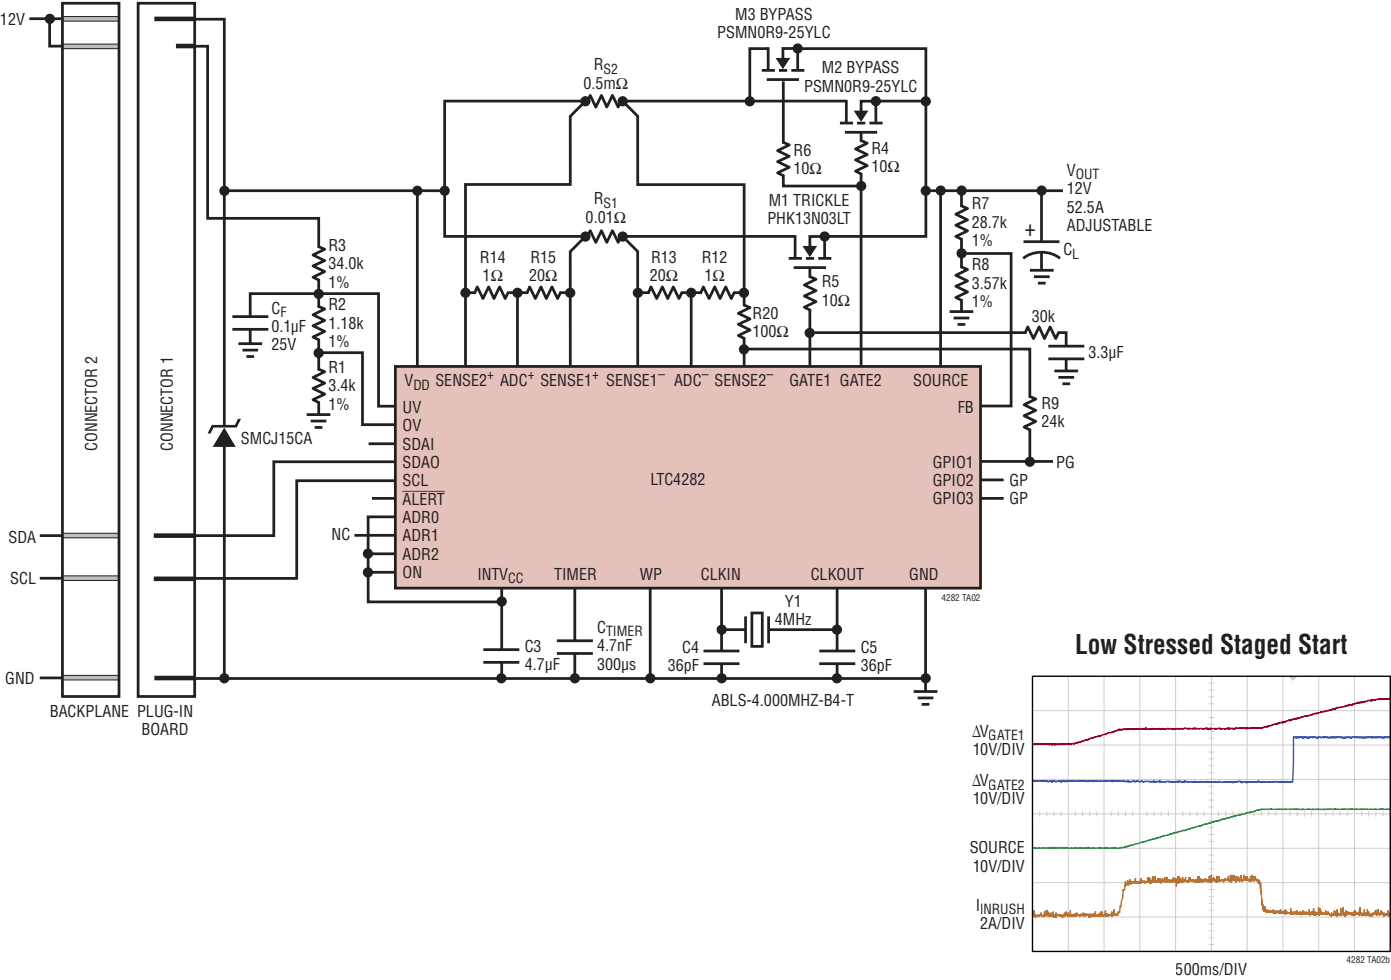 12V
CONNECTOR 2
CONNECTOR 1
SDA
SCL
GND
BACKPLANE
PLUG-IN
BOARD
M3 BYPASS
PSMN0R9-25YLC
M2 BYPASS
PSMN0R9-25YLC
RS2
0.5mΩ
R6
10Ω
R4
10Ω
M1 TRICKLE
PHK13N03LT
RS1
0.01Ω
VOUT
12V
52.5A
ADJUSTABLE
R7
28.7k
1%
+
CL
R8
3.57k
1%
R3
34.0k
1%
CF
0.1µF
25V
R2
1.18k
1%
R1
3.4k
1%
R14
1Ω
R15
20Ω
R13
20Ω
R12
1Ω
R5
10Ω
R20
100Ω
30k
3.3µF
SMCJ15CA
VDD
SENSE2+
ADC+
SENSE1+
SENSE1–
ADC–
SENSE2–
GATE1
GATE2
SOURCE
UV
OV
SDAI
SDAO
SCL
ALERT
ADR0
NC
ADR1
ADR2
ON
LTC4282
FB
R9
24k
GPIO1
PG
GPIO2
GP
GPIO3
GP
INTVCC
TIMER
WP
CLKIN
CLKOUT
GND
4282 TA02
C3
4.7µF
CTIMER
4.7nF
300µs
C4
36pF
Y1
4MHz
C5
36pF
ABLS-4.000MHZ-B4-T
Low Stressed Staged Start
ΔVGATE1
10V/DIV
ΔVGATE2
10V/DIV
SOURCE
10V/DIV
IINRUSH
2A/DIV
500ms/DIV
4282 TA02b